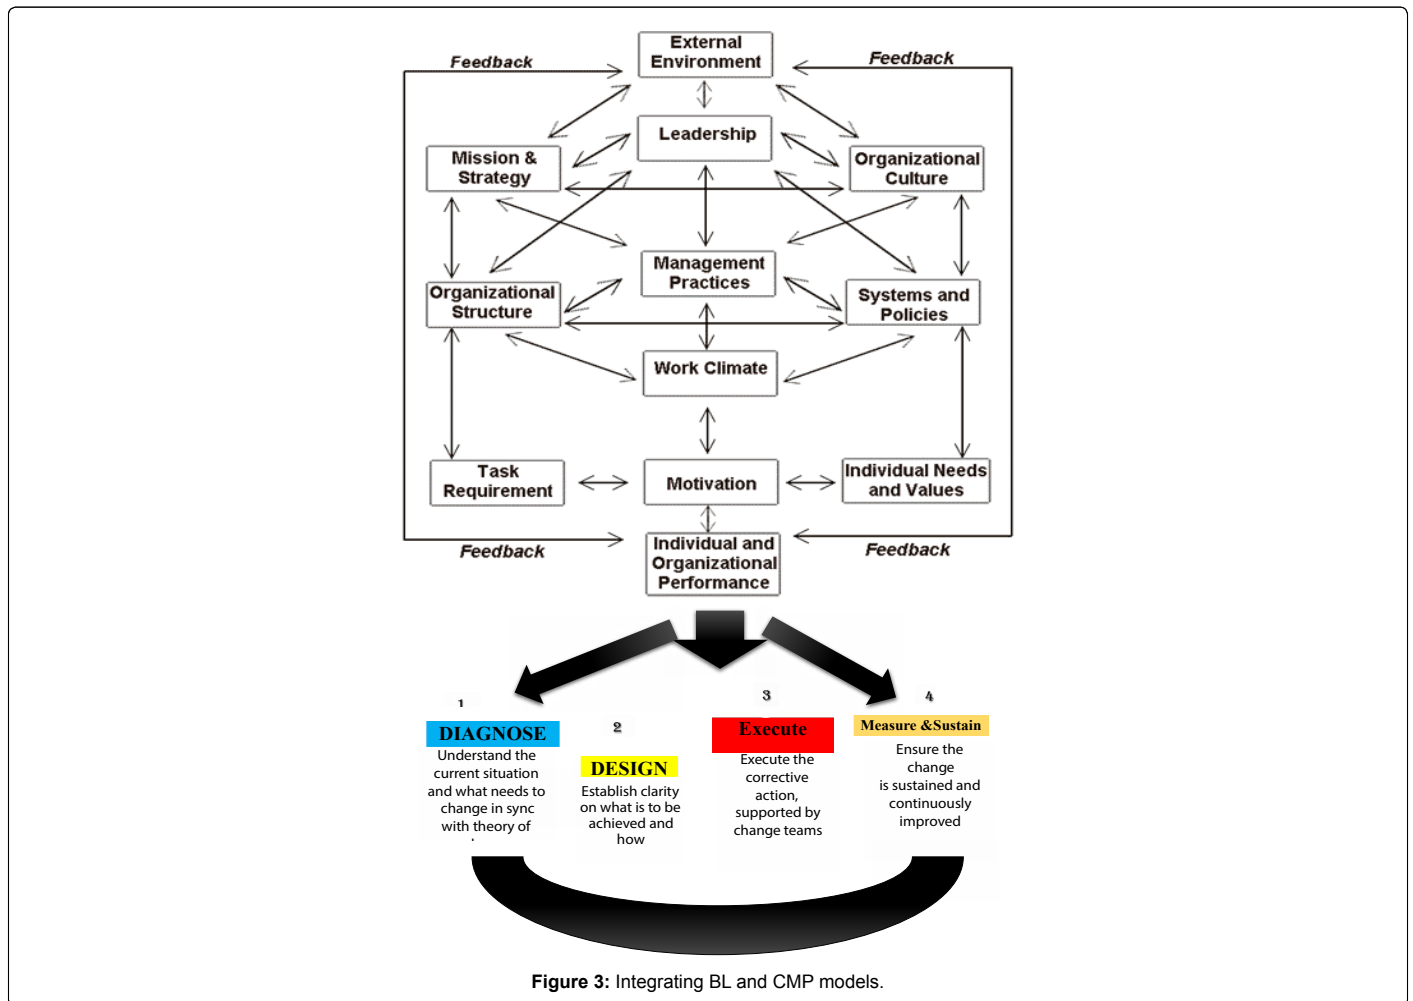 External
Environment
Feedback
Feedback
Leadership
Mission &
Strategy
Organizational
Culture
Management
Practices
Organizational
Structure
Systems and
Policies
Work Climate
Task
Requirement
Motivation
Individual Needs
and Values
Feedback
Feedback
Individual and
Organizational
Performance
1
DIAGNOSE
Understand the
current situation
and what needs to
change in sync
with theory of
2
DESIGN
Establish clarity
on what is to be
achieved and
how
3
Execute
Execute the
corrective
action,
supported by
change teams
4
Measure &Sustain
Ensure the
change
is sustained and
continuously
improved
Figure 3: Integrating BL and CMP models.